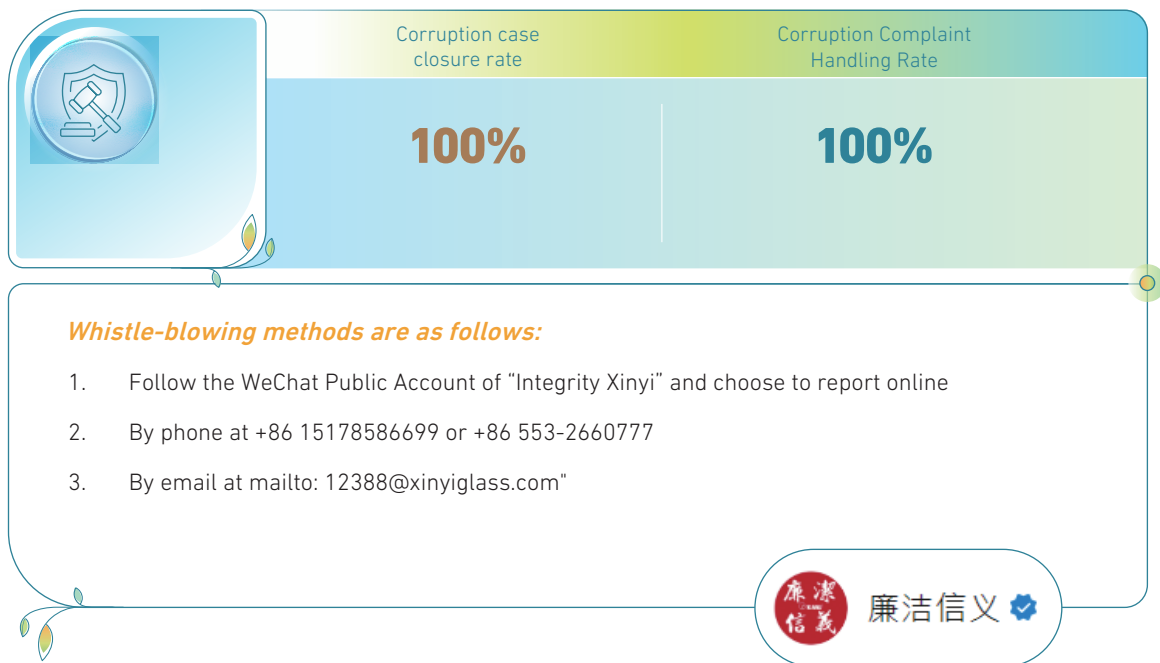 Corruption case
closure rate
Corruption Complaint
Handling Rate
100%
100%
Whistle-blowing methods are as follows:
1. Follow the WeChat Public Account of “Integrity Xinyi” and choose to report online
2. By phone at +86 15178586699 or +86 553-2660777
3. By email at mailto: 12388@xinyiglass.com"
廉潔
信義
廉洁信义